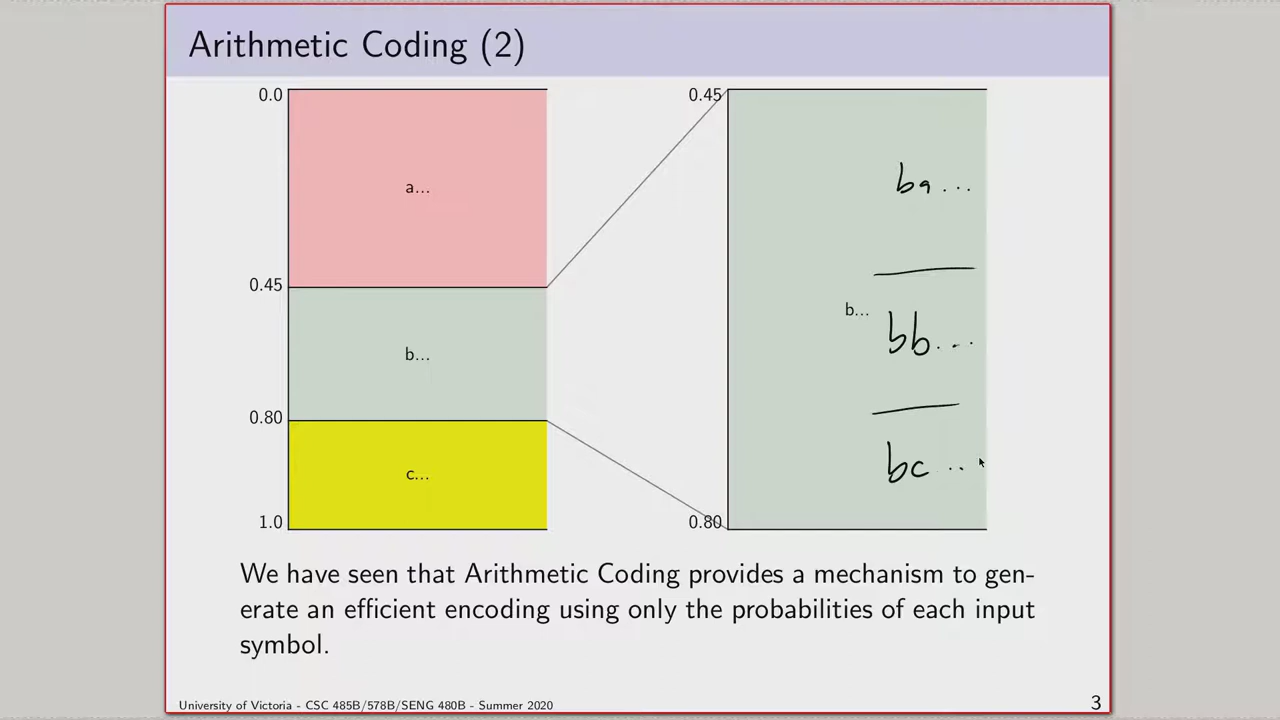 Arithmetic Coding (2)
0.0
a...
0.45
b...
0.80
c...
1.0
0.45
ba...
b...
bb...
bc...
0.80
We have seen that Arithmetic Coding provides a mechanism to gen-
erate an efficient encoding using only the probabilities of each input
symbol.
University of Victoria - CSC 485B/578B/SENG 480B - Summer 2020
3